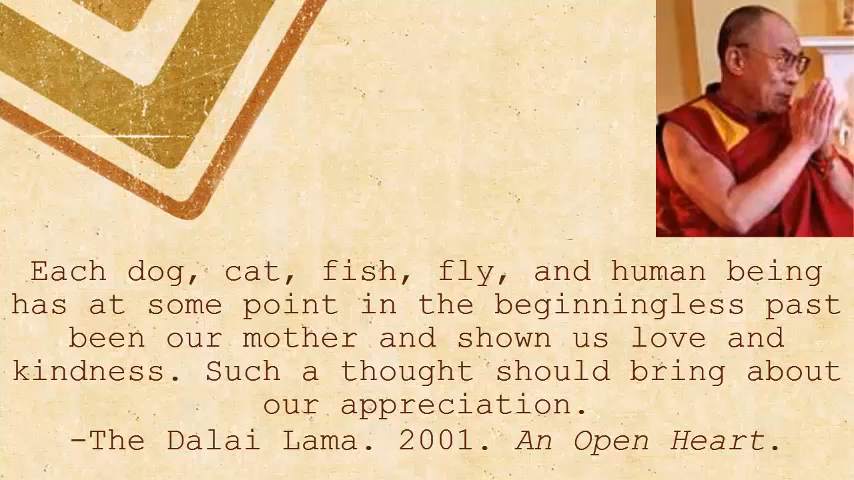 Each dog, cat, fish, fly, and human being
has at some point in the beginningless past
been our mother and shown us love and
kindness. Such a thought should bring about
our appreciation.
-The Dalai Lama. 2001. An Open Heart.